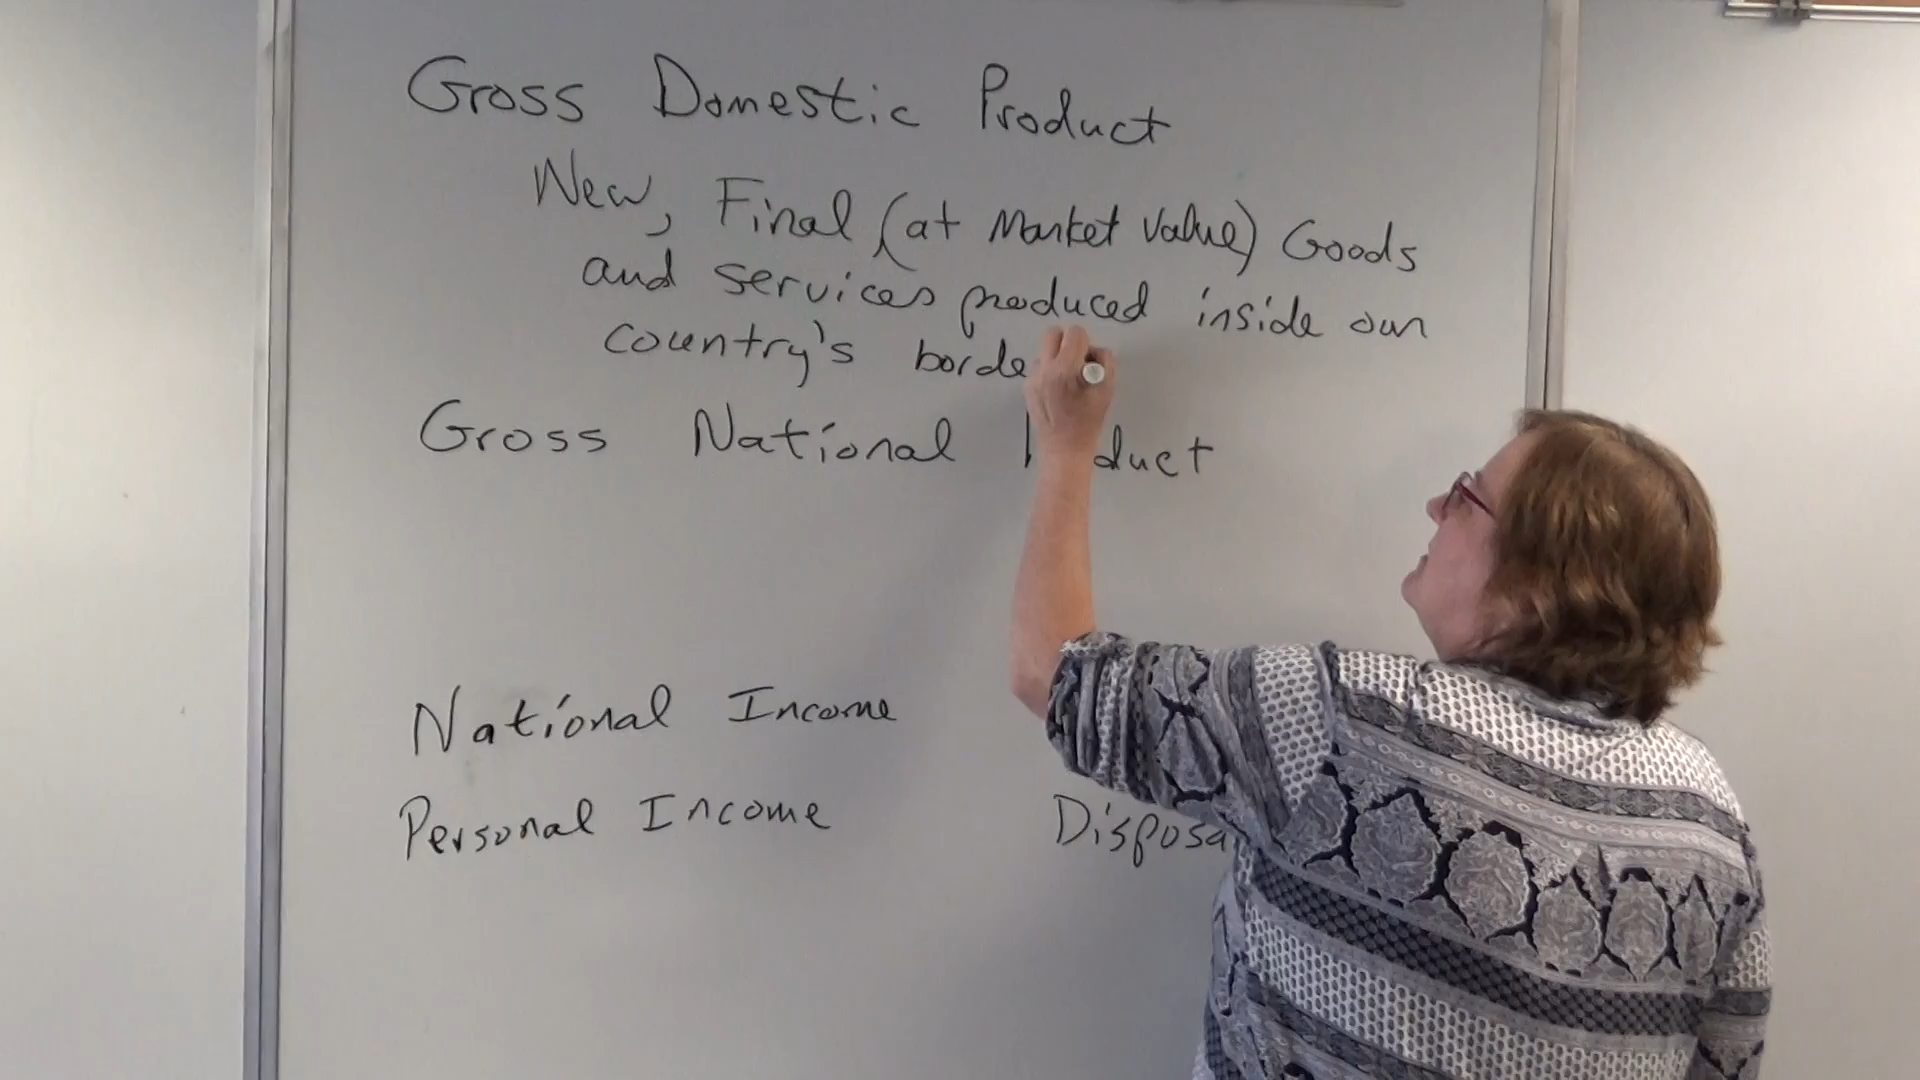 Gross Domestic Product
New, Final (at Market Value) Goods
and services produced inside our
country's borde
Gross National P duct
National Income
Personal Income Disposa